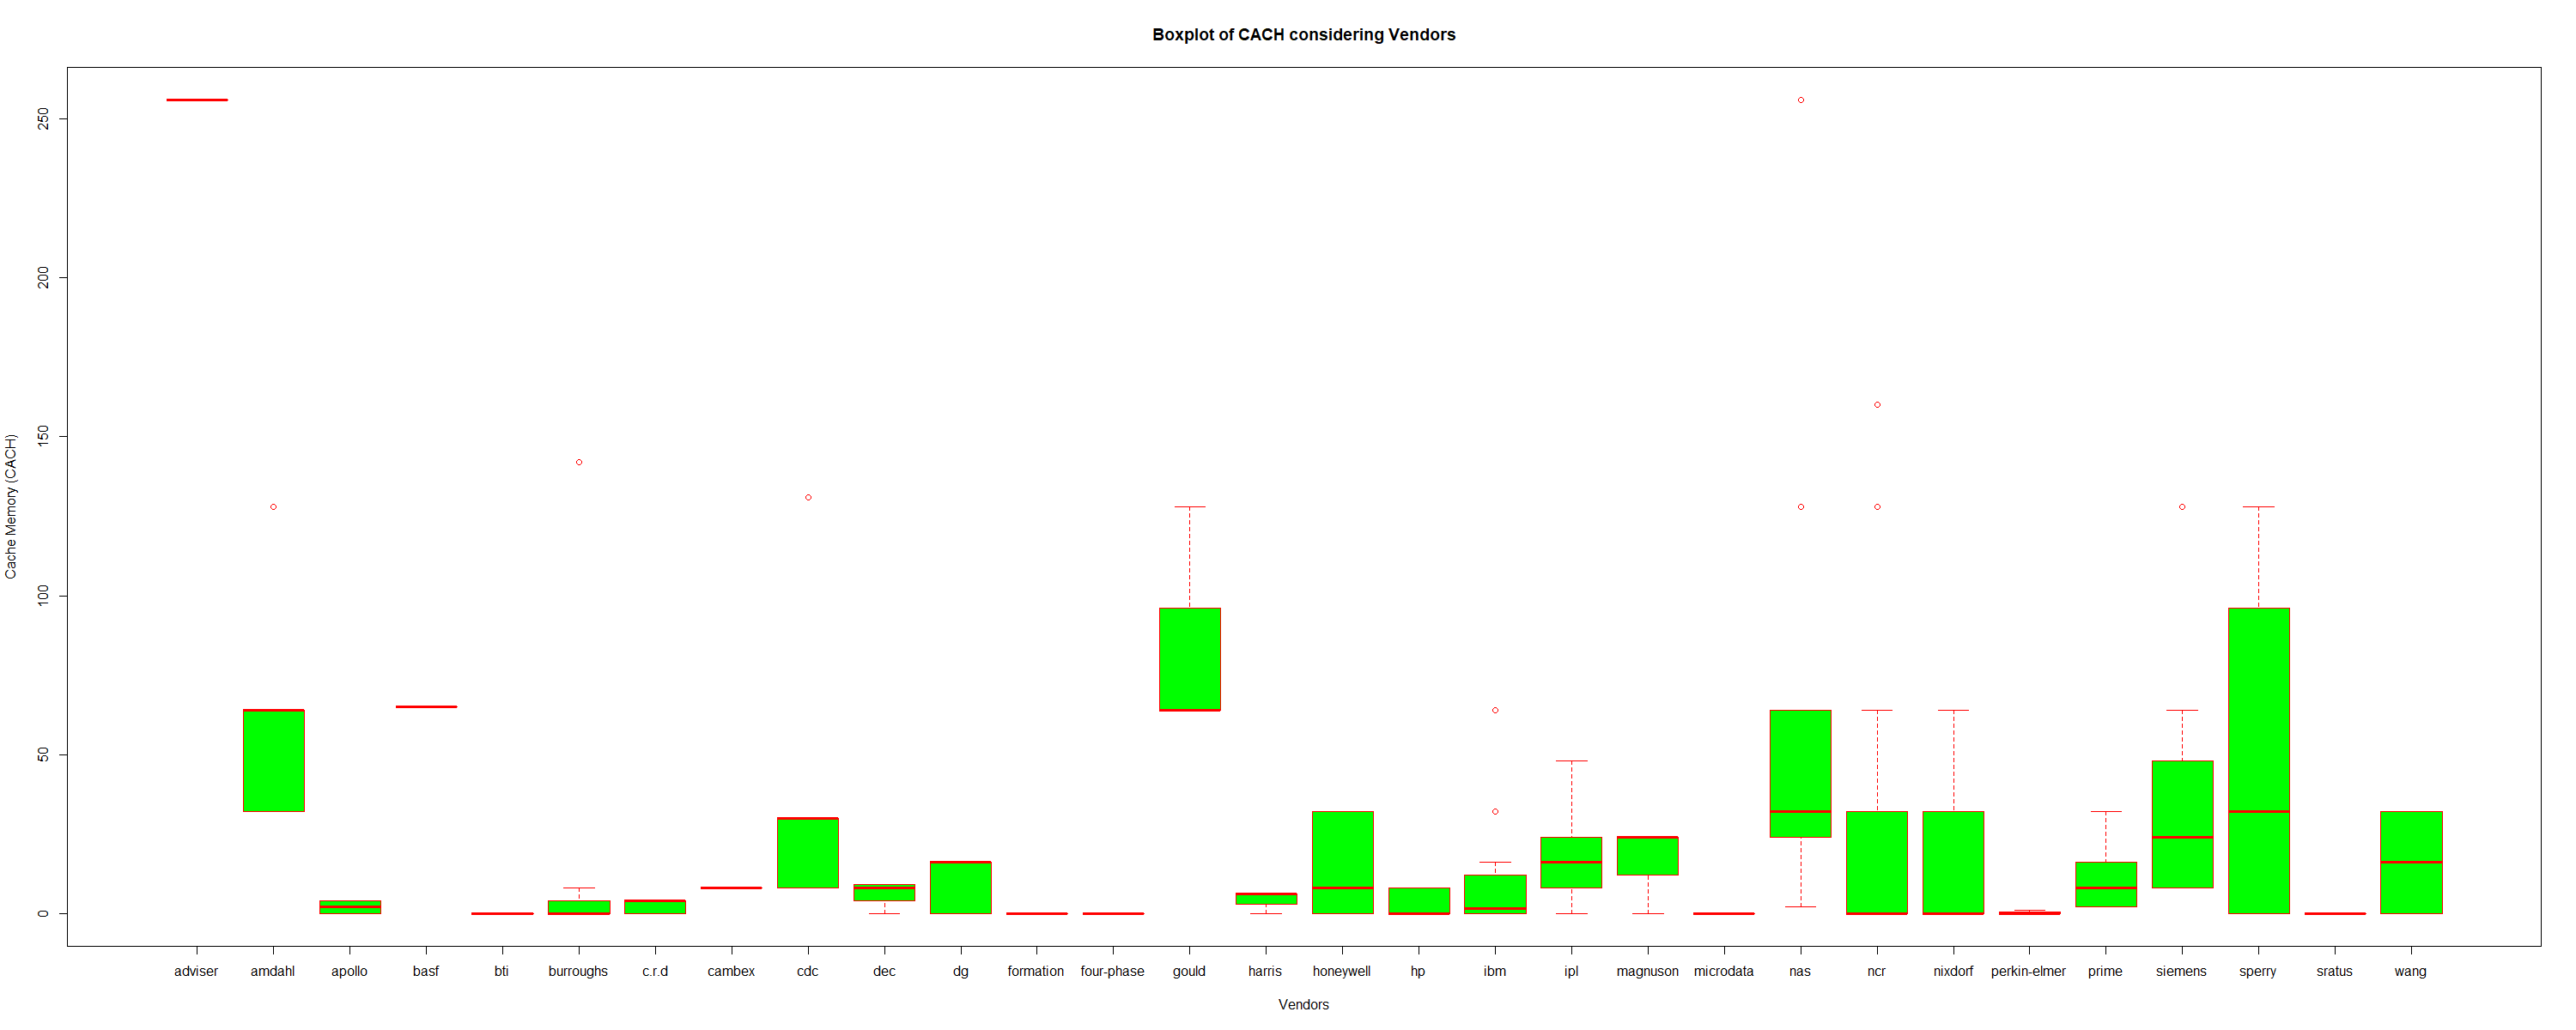 Boxplot of CACH considering Vendors
Cache Memory (CACH)
250
200
150
100
50
0
adviser amdahl apollo basf bti burroughs c.r.d cambex cdc dec dg formation four-phase gould harris honeywell hp ibm ipl magnuson microdata nas ncr nixdorf perkin-elmer prime siemens sperry sratus wang
Vendors